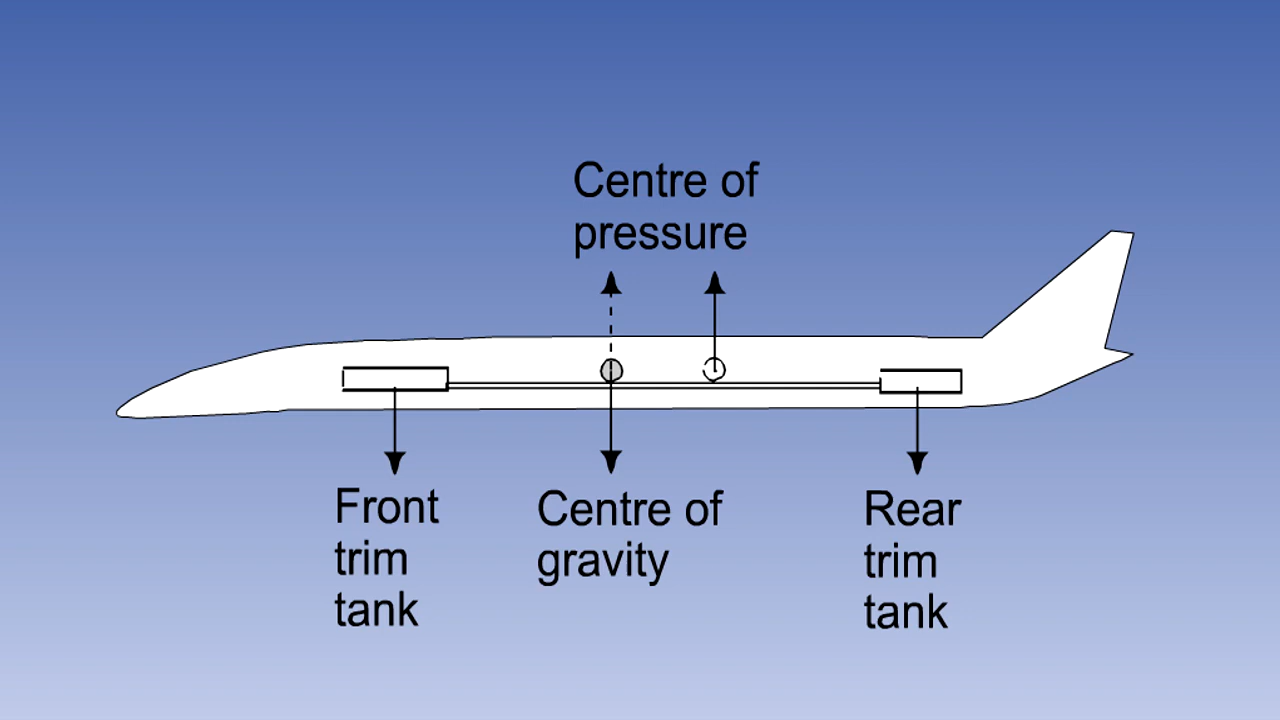 Centre of
pressure
Front
trim
tank
Centre of
gravity
Rear
trim
tank